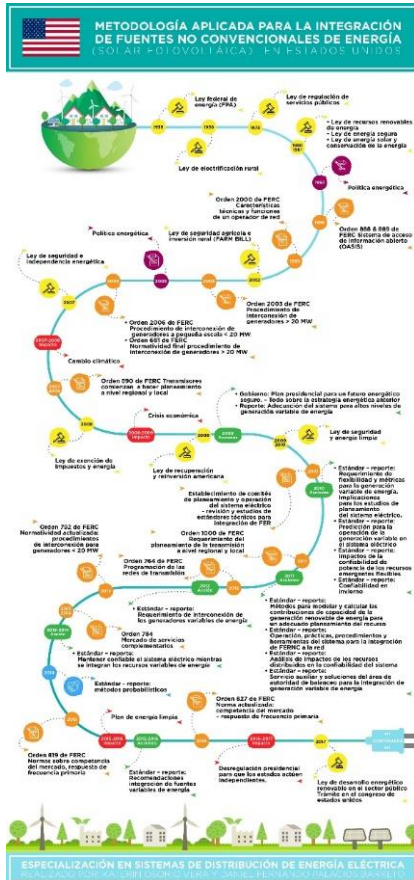 METODOLOGÍA APLICADA PARA LA INTEGRACIÓN
DE FUENTES NO CONVENCIONALES DE ENERGÍA
(SOLAR FOTOVOLTÁICA) EN ESTADOS UNIDOS
Ley federal de
energía (FPA)
Ley de regulación de
servicios públicos
1935
1936
1978
Ley de electrificación rural
• Ley de recursos renovables
de energía
• Ley de energía segura
• Ley de energía solar y
conservación de la energía
Política energética
Orden 2000 de FERC
Características
técnicas y funciones
de un operador de red
Orden 888 & 889 de
FERC Sistema de acceso
de información abierto
(OASIS)
Política energética
Ley de seguridad agrícola e
inversión rural (FARM BILL)
2002
Ley de seguridad e
independencia energética
2007
2005
Orden 2003 de FERC
Procedimiento de
interconexión de
generadores > 20 MW
• Orden 2006 de FERC
Procedimiento de interconexión de
generadores a pequeña escala < 20 MW
• Orden 661 de FERC
Normatividad final procedimiento de
interconexión de generadores > 20 MW
Cambio climático
Orden 890 de FERC Transmisores
comienzan a hacer planeamiento
a nivel regional y local
• Gobierno: Plan presidencial para un futuro energético
seguro. – Todo sobre la estrategia energética anterior
• Reporte: Adecuación del sistema para altos niveles de
generación variable de energía
Crisis económica
2008
2009
Ley de seguridad
y energía limpia
Ley de exención de
impuestos y energía
Ley de recuperación y
reinversión americana
• Estándar – reporte:
Requerimiento de
flexibilidad y métricas
para la generación
variable de energía.
Implicaciones
para los estudios de
planeamiento
del sistema eléctrico.
• Estándar – reporte:
Predicción para la
operación de la
generación variable en
el sistema eléctrico
• Estándar – reporte:
Impactos de la
confiabilidad de
potencia de los recursos
emergentes flexibles
• Estándar – reporte:
Confiabilidad en
invierno
Establecimiento de comités
de planeamiento y operación
del sistema eléctrico
– revisión y estudios de
estándares técnicos para
integración de FER
Orden 792 de FERC
Normatividad actualizada:
procedimientos
de interconexión para
generadores < 20 MW
Orden 1000 de FERC
Requerimiento del
planeamiento de la transmisión
a nivel regional y local
Orden 764 de FERC
Programación de las
redes de transmisión
• Estándar – reporte:
Requerimiento de interconexión de
los generadores variables de energía
• Estándar – reporte:
Métodos para modelar y calcular las
contribuciones de capacidad de la
generación renovable de energía para
un adecuado planeamiento del recurso
• Estándar – reporte:
Operación, prácticas, procedimientos y
herramientas del sistema para la integración
de FERNC a la red
• Estándar – reporte:
Análisis de impactos de los recursos
distribuidos en la confiabilidad del sistema
• Estándar – reporte:
Servicio auxiliar y soluciones del área de
autoridad de balances para la integración de
generación variable de energía
Orden 784
Mercado de servicios
complementarios
• Estándar – reporte:
Mantener confiable el sistema eléctrico mientras
se integran los recursos variables de energía
Estándar – reporte:
métodos probabilísticos
Orden 827 de FERC
Norma actualizada:
competencia del mercado
– respuesta de frecuencia primaria
Plan de energía limpia
2017
Orden 819 de FERC
Normas sobre competencia
del mercado, respuesta de
frecuencia primaria
Estándar – reporte:
Recomendaciones
integración de fuentes
variables de energía
Desregulación presidencial
para que los estados actúen
independientes.
Ley de desarrollo energético
renovable en el sector público
Trámite en el congreso de
estados unidos
ESPECIALIZACIÓN EN SISTEMAS DE DISTRIBUCIÓN DE ENERGÍA ELÉCTRICA